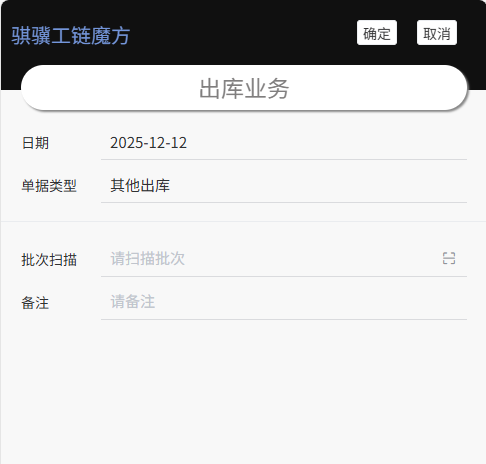 骐骥工链魔方
确定
取消
出库业务
日期
2025-12-12
单据类型
其他出库
批次扫描
请扫描批次
备注
请备注